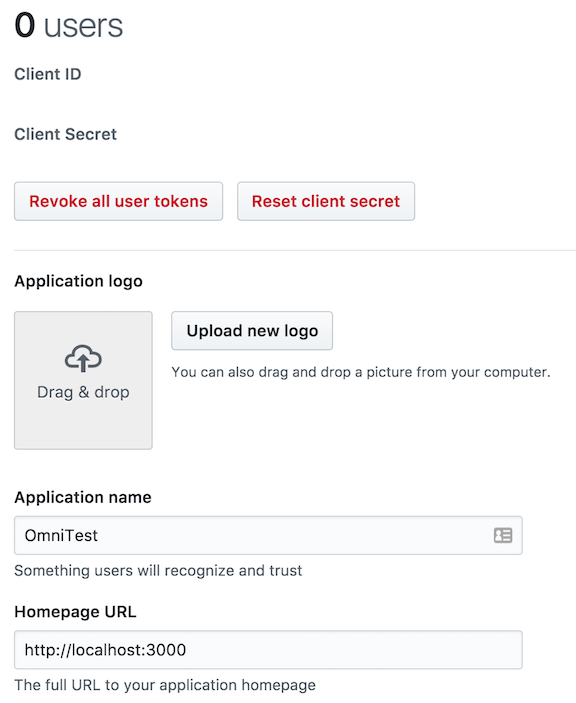 0 users
Client ID
Client Secret
Revoke all user tokens Reset client secret
Application logo
Drag & drop
Upload new logo
You can also drag and drop a picture from your computer.
Application name
OmniTest
Something users will recognize and trust
Homepage URL
http://localhost:3000
The full URL to your application homepage